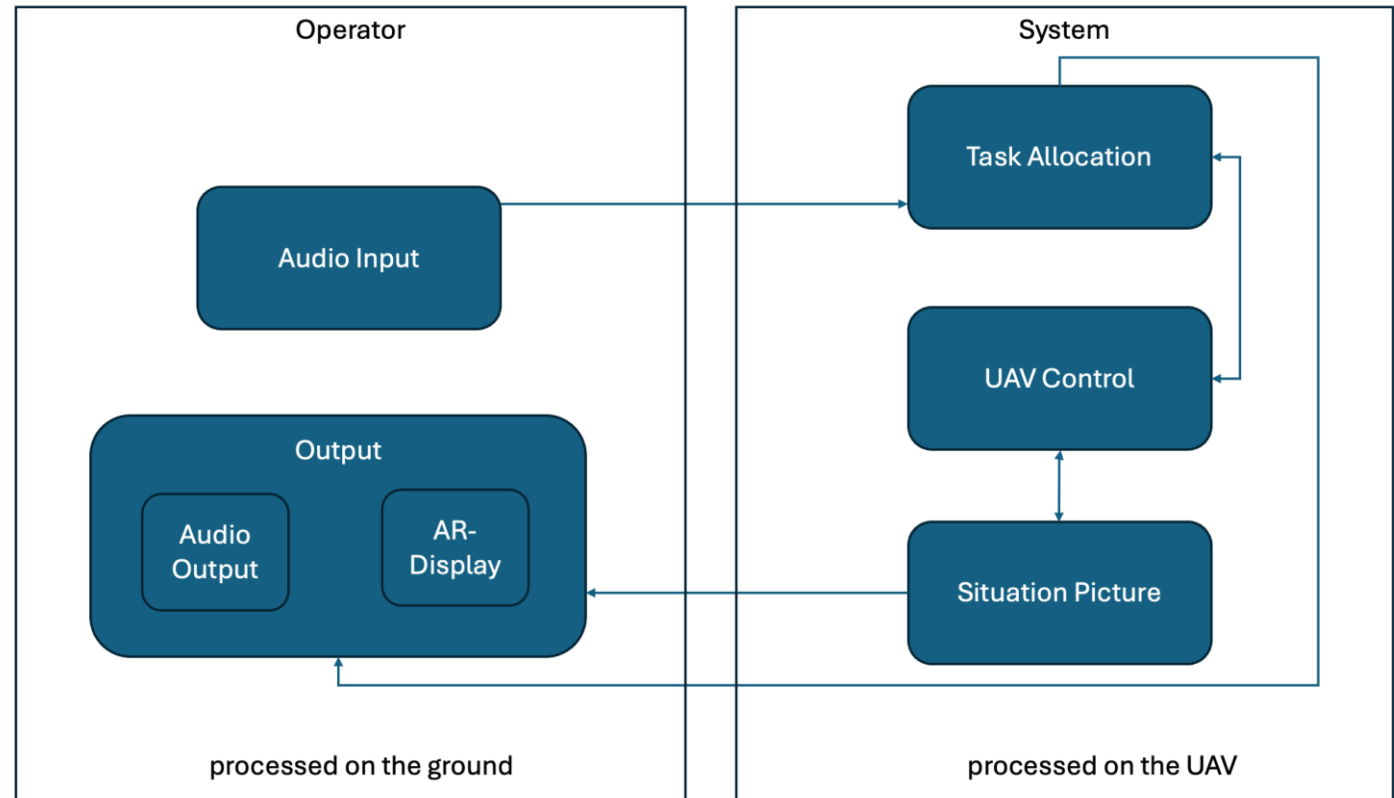 Operator
Audio Input
Output
Audio
Output
AR-
Display
processed on the ground
System
Task Allocation
UAV Control
Situation Picture
processed on the UAV